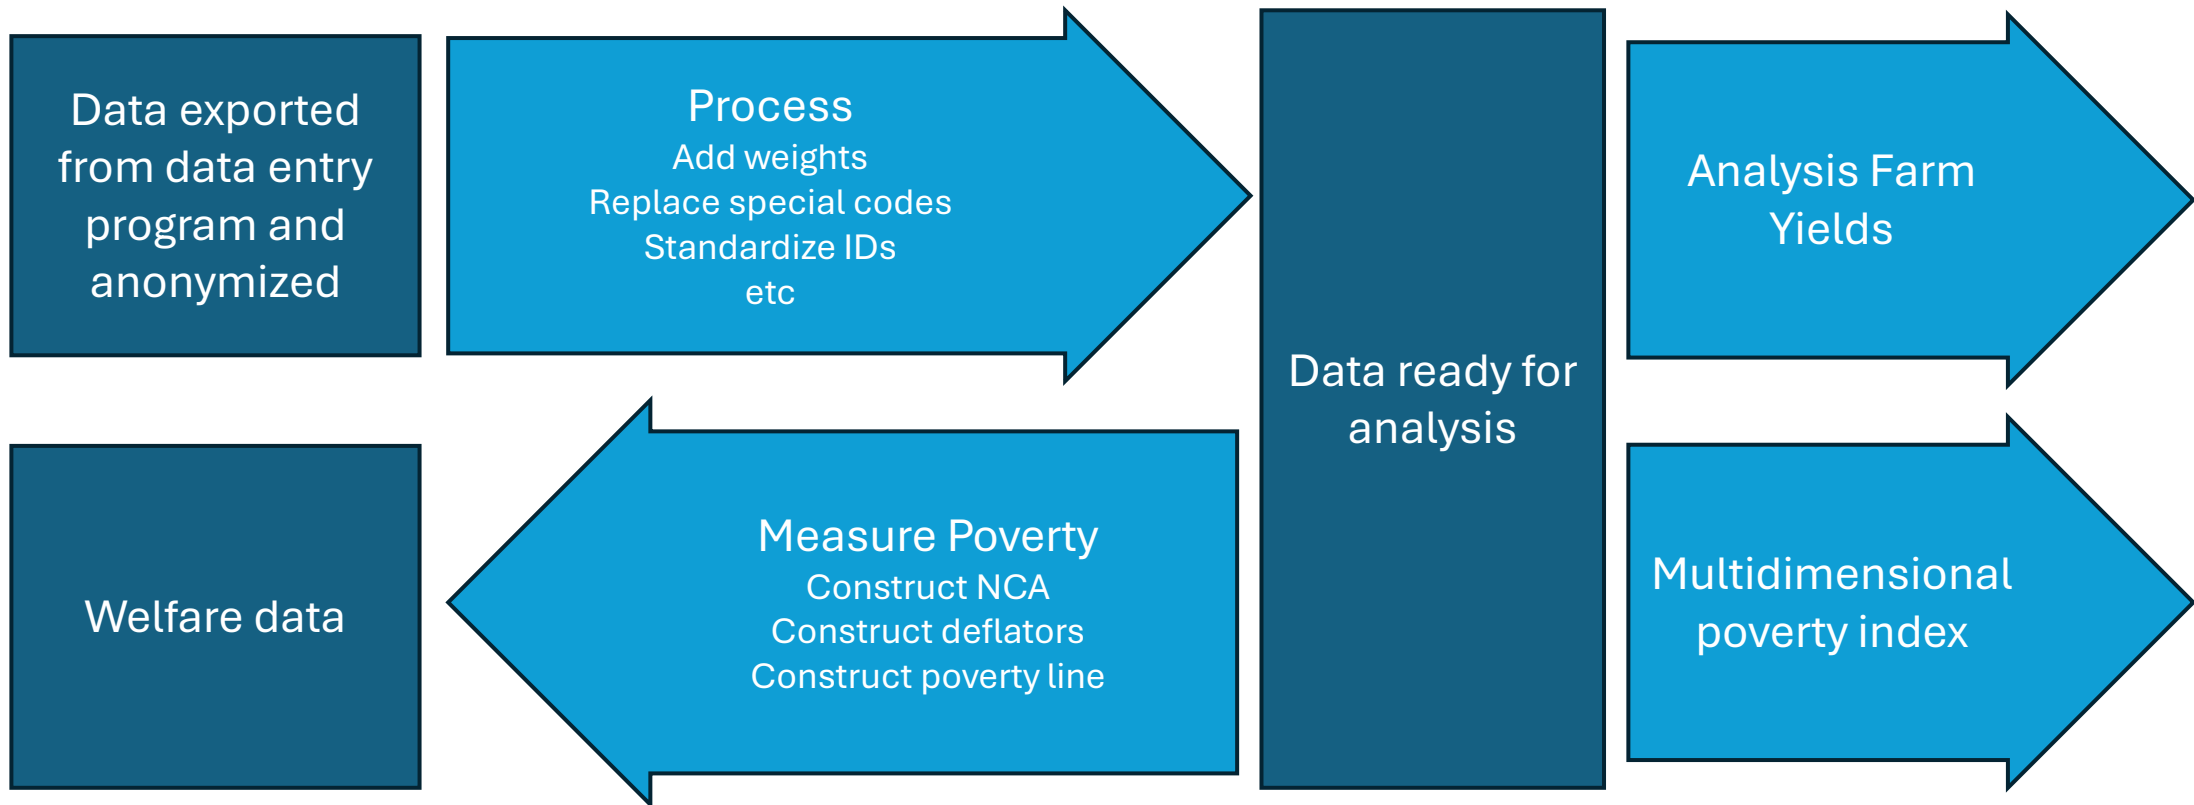 Data exported
from data entry
program and
anonymized
Process
Add weights
Replace special codes
Standardize IDs
etc
Data ready for
analysis
Analysis Farm
Yields
Welfare data
Measure Poverty
Construct NCA
Construct deflators
Construct poverty line
Multidimensional
poverty index